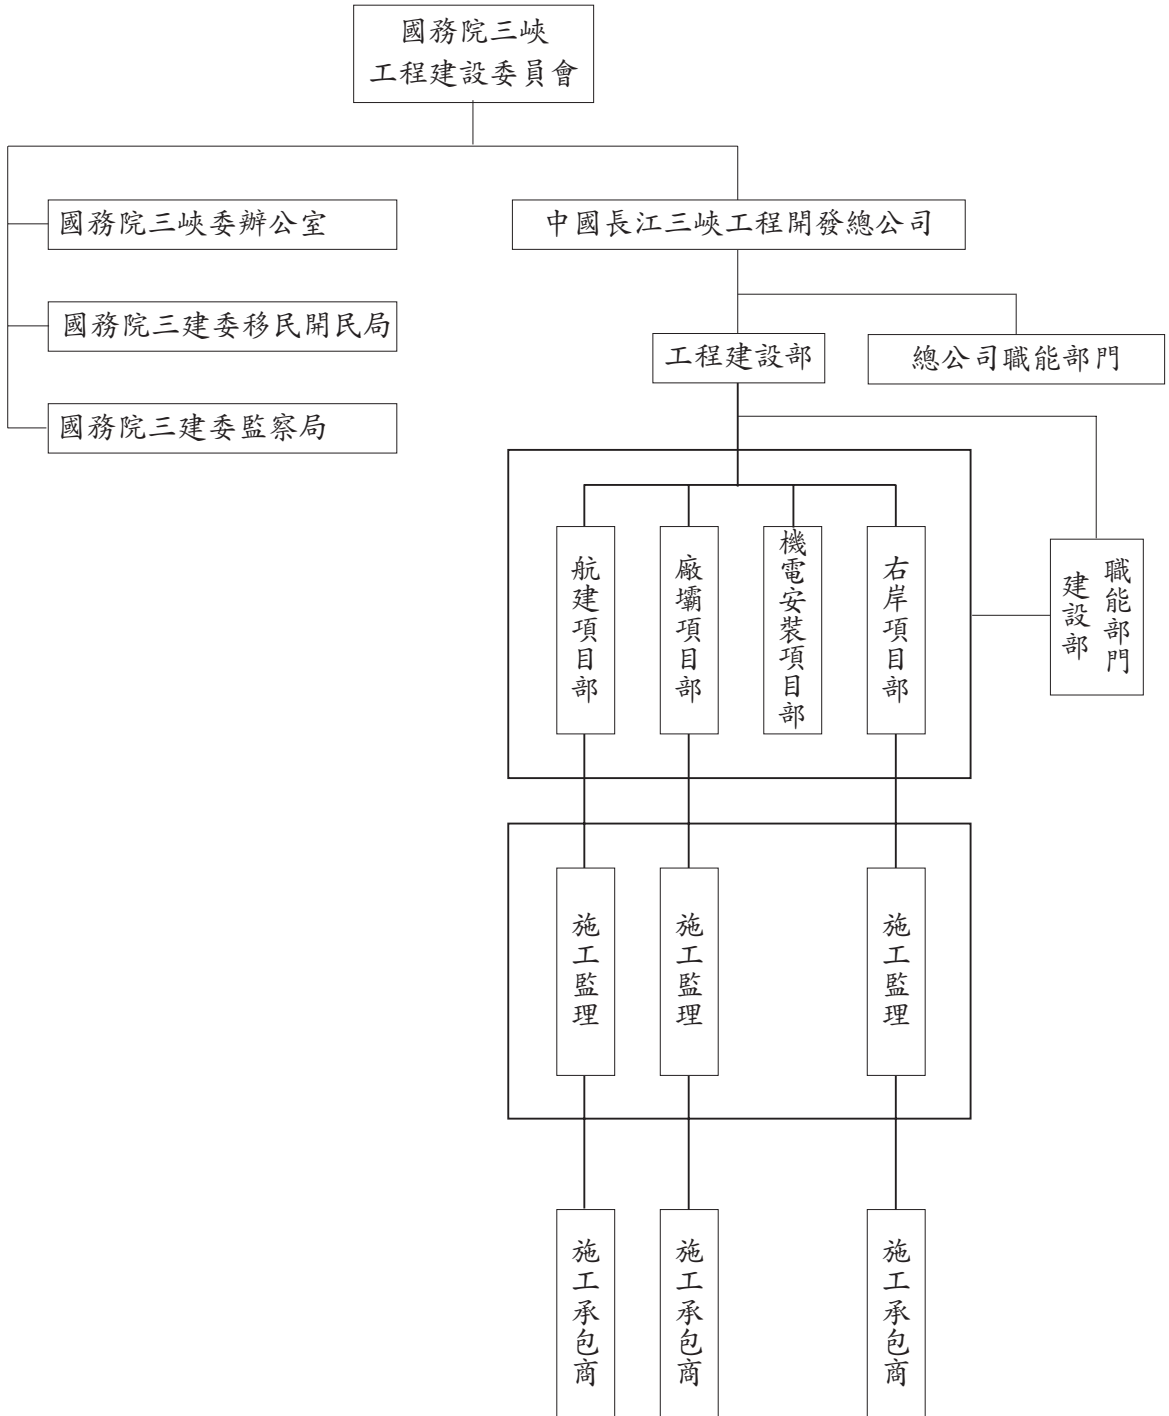 國務院三峽
工程建設委員會
國務院三峽委辦公室
中國長江三峽工程開發總公司
國務院三建委移民開民局
工程建設部
總公司職能部門
國務院三建委監察局
航建項目部
廠壩項目部
機電安裝項目部
右岸項目部
職能部門
建設部
施工監理
施工監理
施工監理
施工承包商
施工承包商
施工承包商